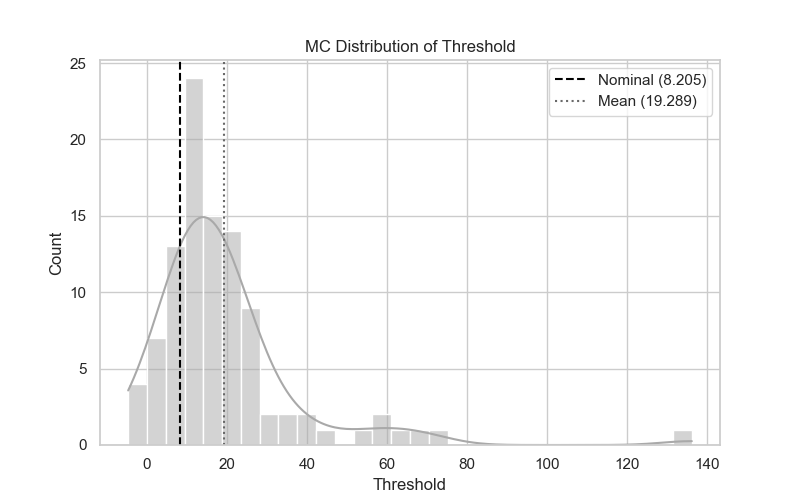 MC Distribution of Threshold
Nominal (8.205)
Mean (19.289)
Count
25
20
15
10
5
0
0 20 40 60 80 100 120 140
Threshold